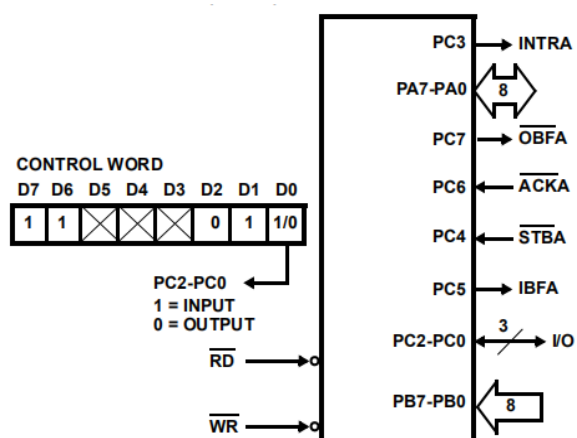 PC3 INTRA
PA7-PA0 8
PC7 OBFA
CONTROL WORD
D7 D6 D5 D4 D3 D2 D1 D0
PC6 ACKA
1 1 0 1 1/0
PC4 STBA
PC2-PC0
1 = INPUT
0 = OUTPUT
PC5 IBFA
PC2-PC0 3 I/O
RD
PB7-PB0 8
WR